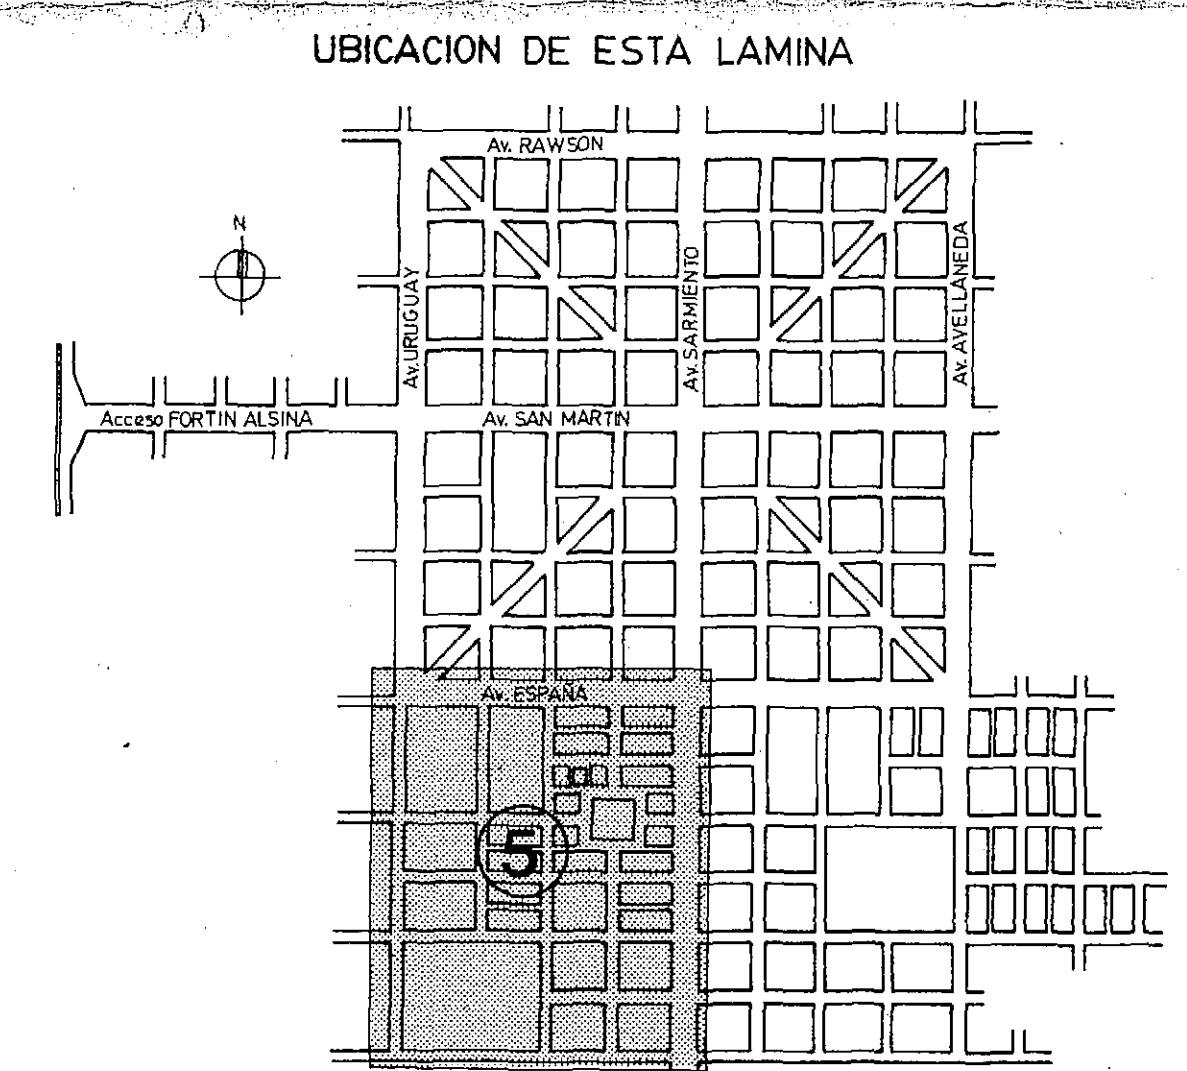 UBICACION DE ESTA LAMINA
Av. RAWSON
N
Av. URUGUAY
Av. SARMIENTO
Av. AVELLANEDA
Acceso FORTIN ALSINA
Av. SAN MARTIN
Av. ESPAÑA
5